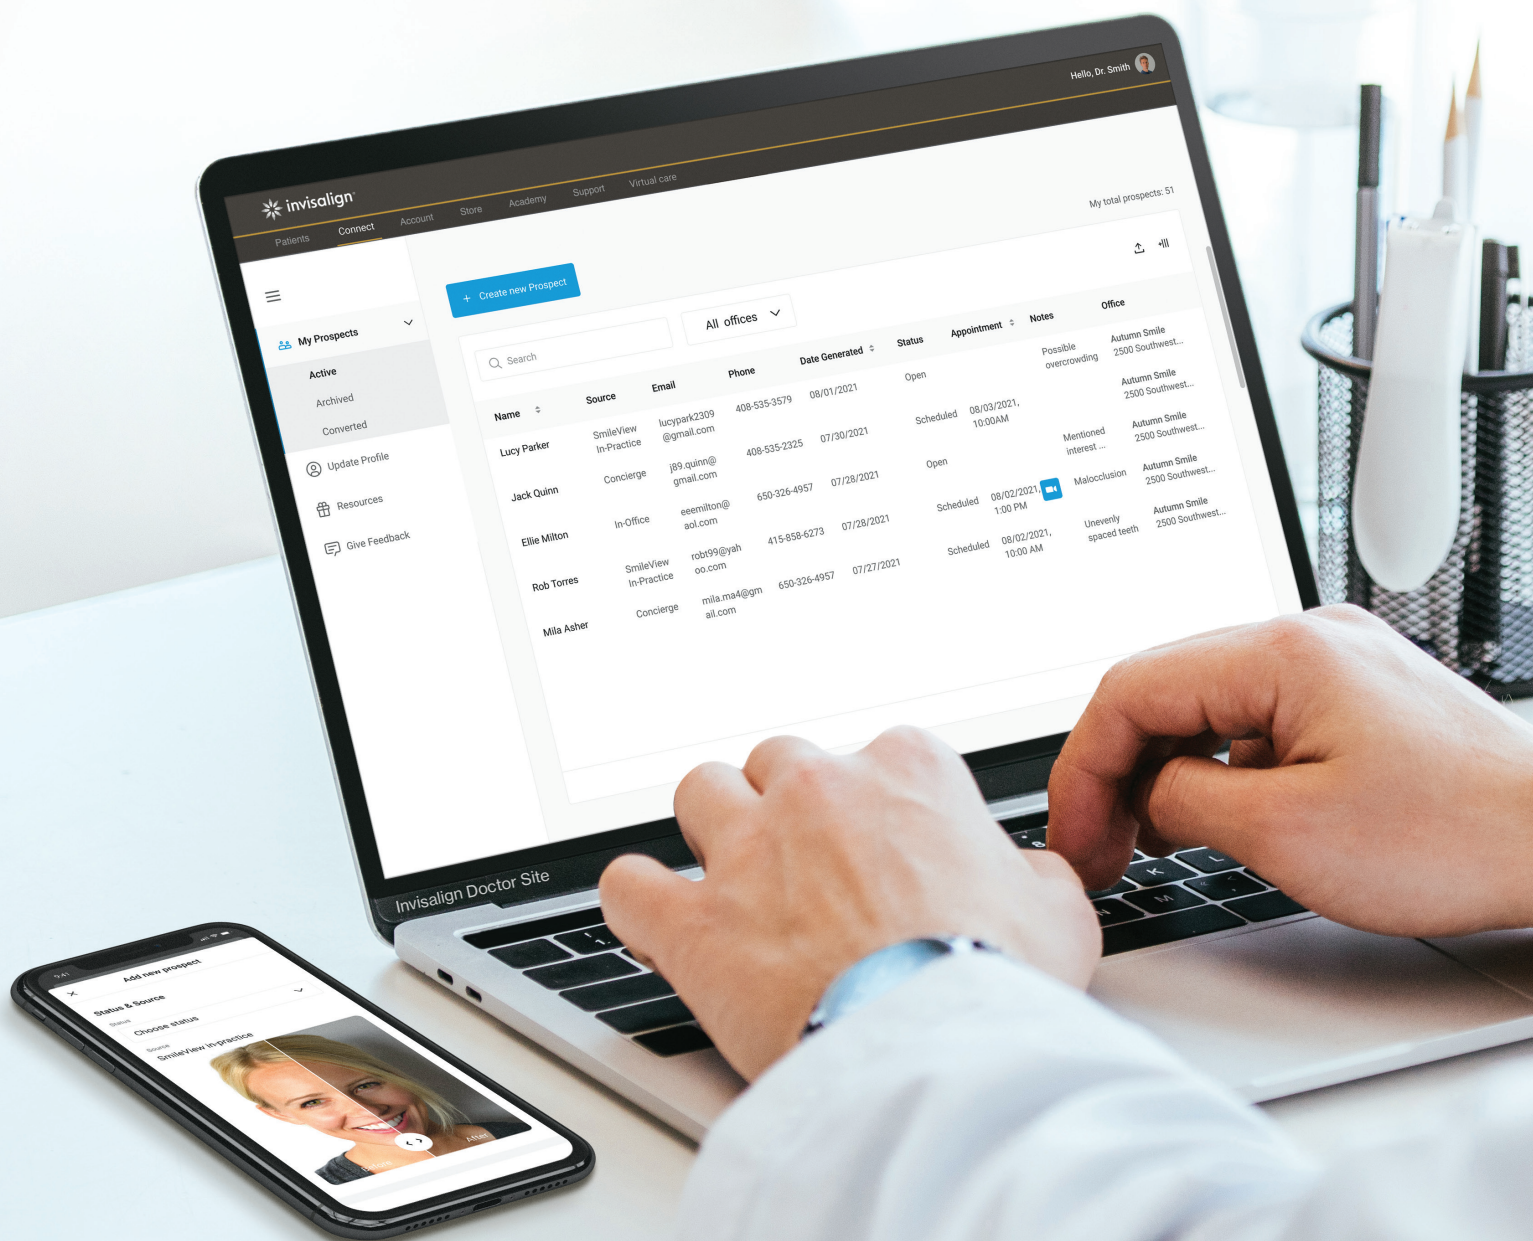 Hello, Dr. Smith
invisalign
Patients
Connect
Account
Store
Academy
Support
Virtual care
My total prospects: 51
+ Create new Prospect
My Prospects
Active
Archived
Converted
Update Profile
Resources
Give Feedback
Search
All offices
Name
Source
Email
Phone
Date Generated
Status
Appointment
Notes
Office
Lucy Parker
SmileView
In-Practice
lucypark2309
@gmail.com
408-535-3579
08/01/2021
Open
Possible
overcrowding
Autumn Smile
2500 Southwest...
Jack Quinn
Concierge
j89.quinn@
gmail.com
408-535-2325
07/30/2021
Scheduled
08/03/2021,
10:00AM
Autumn Smile
2500 Southwest...
Ellie Milton
In-Office
eeemilton@
aol.com
650-326-4957
07/28/2021
Open
Mentioned
interest ...
Autumn Smile
2500 Southwest...
Rob Torres
SmileView
In-Practice
robt99@yah
oo.com
415-858-6273
07/28/2021
Scheduled
08/02/2021,
1:00 PM
Malocclusion
Autumn Smile
2500 Southwest...
Mila Asher
Concierge
mila.ma4@gm
ail.com
650-326-4957
07/27/2021
Scheduled
08/02/2021,
10:00 AM
Unevenly
spaced teeth
Autumn Smile
2500 Southwest...
Invisalign Doctor Site
9:41
Add new prospect
Status & Source
Status
Choose status
Source
SmileView in-practice
Before
After
8
K
L
N
M